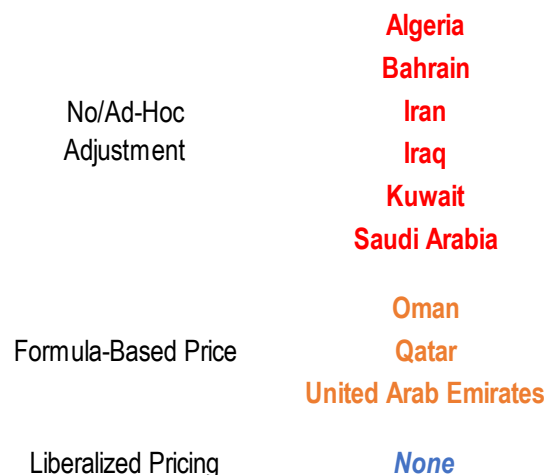 Algeria
Bahrain
No/Ad-Hoc Iran
Adjustment Iraq
Kuwait
Saudi Arabia
Oman
Formula-Based Price Qatar
United Arab Emirates
Liberalized Pricing None